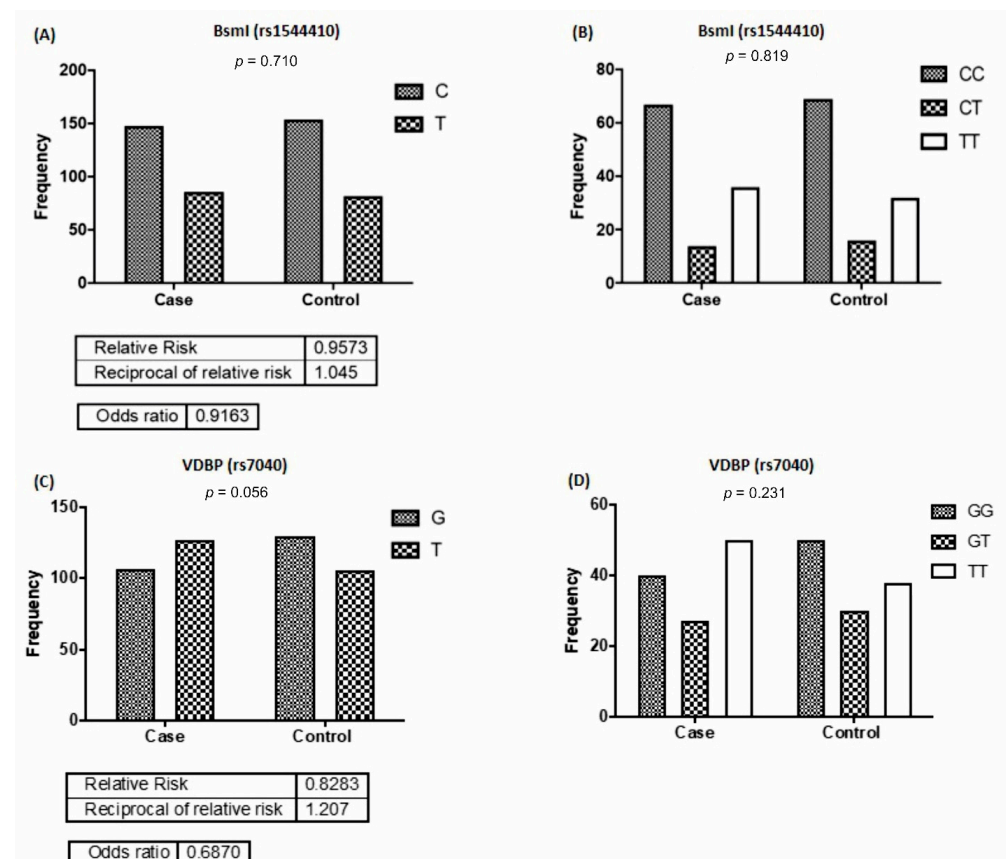 (A)
BsmI (rs1544410)
p = 0.710
200
150
100
50
0
Frequency
Case
Control
C
T
Relative Risk 0.9573
Reciprocal of relative risk 1.045
Odds ratio 0.9163
(B)
BsmI (rs1544410)
p = 0.819
80
60
40
20
0
Frequency
Case
Control
CC
CT
TT
(C)
VDBP (rs7040)
p = 0.056
150
100
50
0
Frequency
Case
Control
G
T
Relative Risk 0.8283
Reciprocal of relative risk 1.207
Odds ratio 0.6870
(D)
VDBP (rs7040)
p = 0.231
60
40
20
0
Frequency
Case
Control
GG
GT
TT